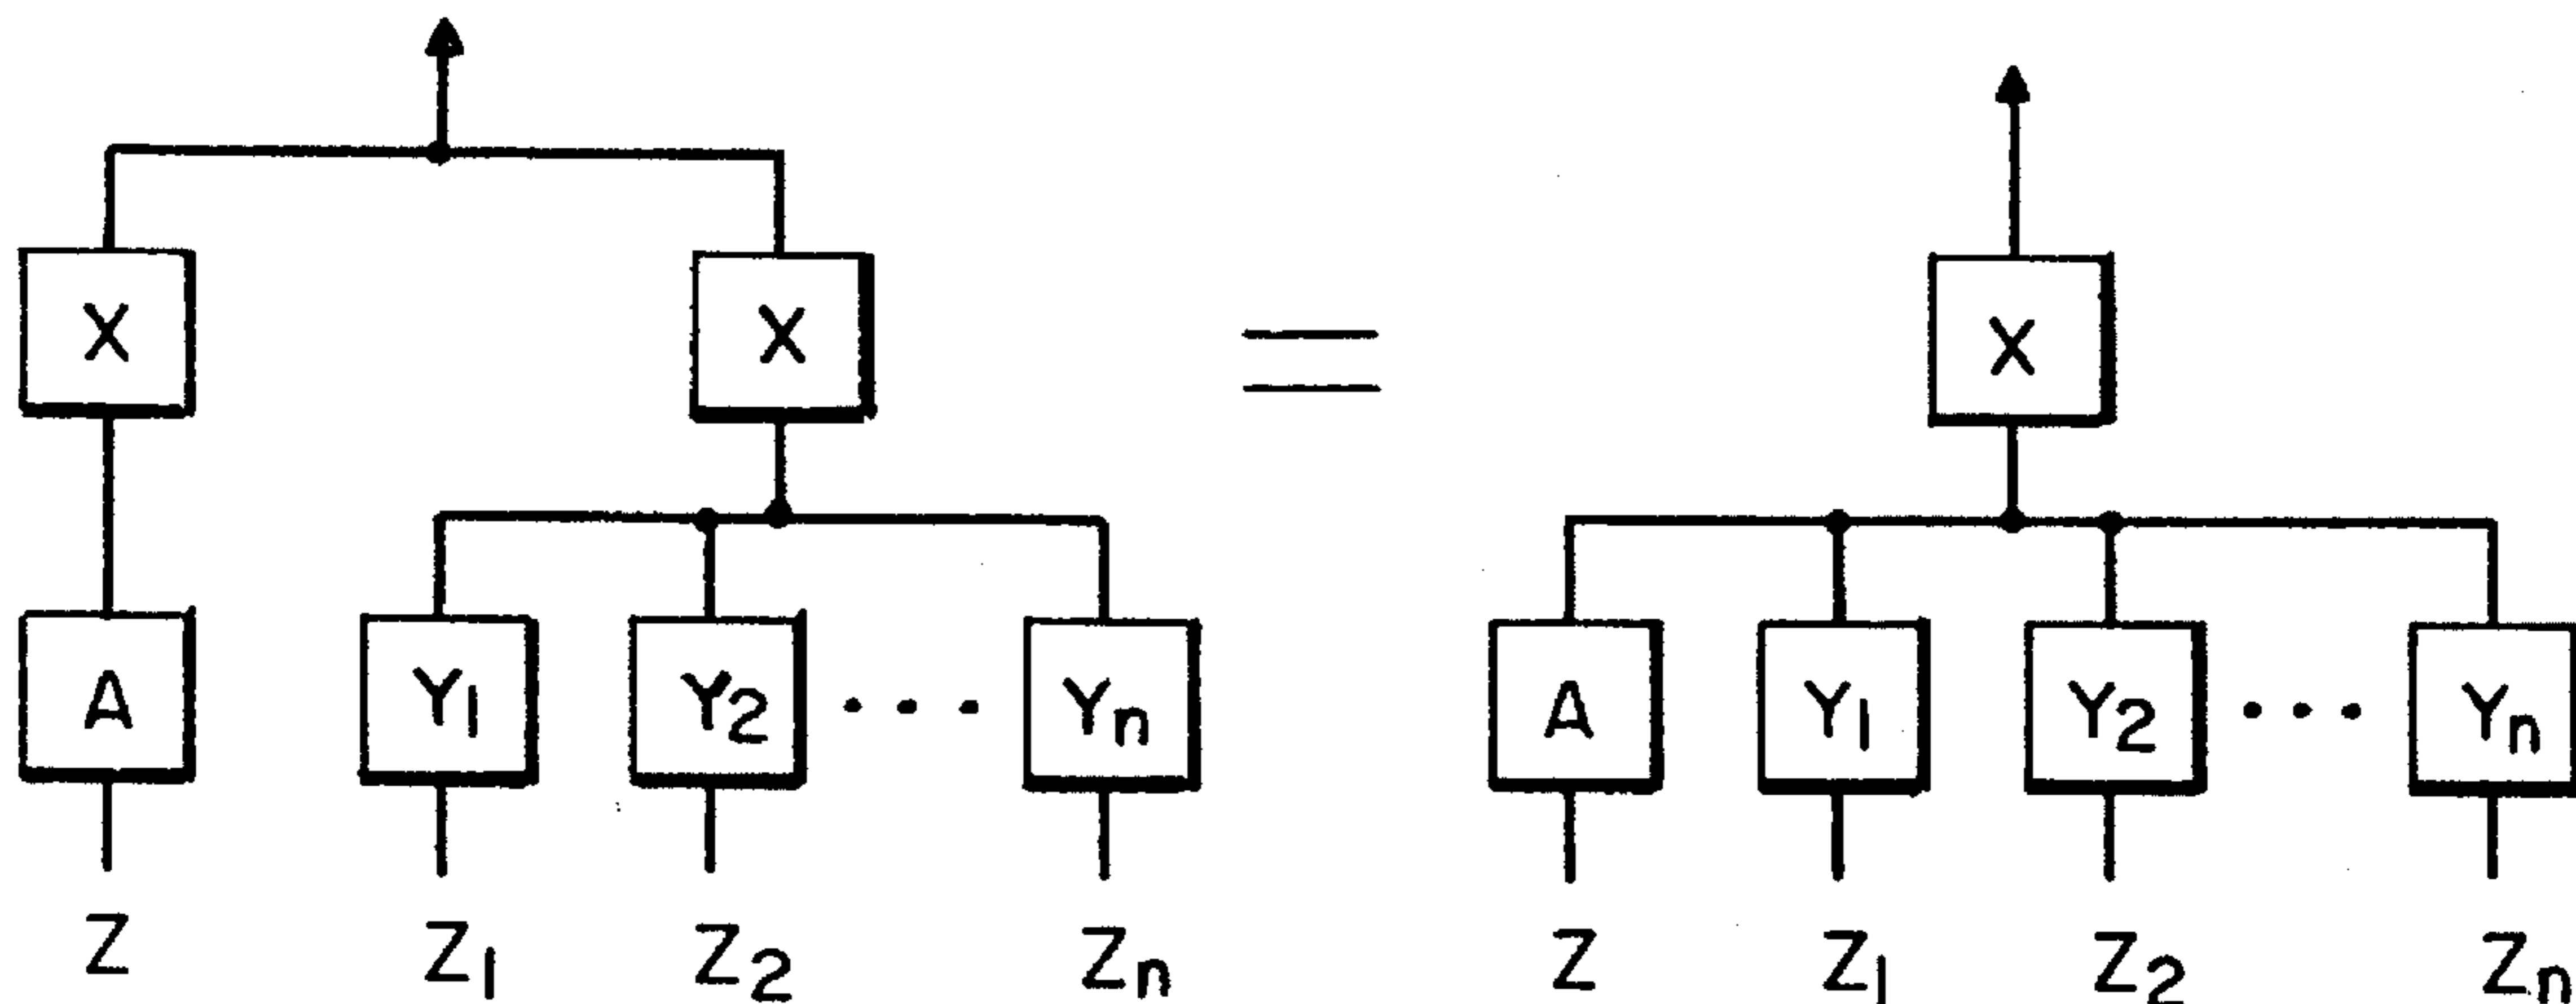 X X = X
A Y₁ Y₂ . . . Yₙ A Y₁ Y₂ . . . Yₙ
Z Z₁ Z₂ Zₙ Z Z₁ Z₂ Zₙ